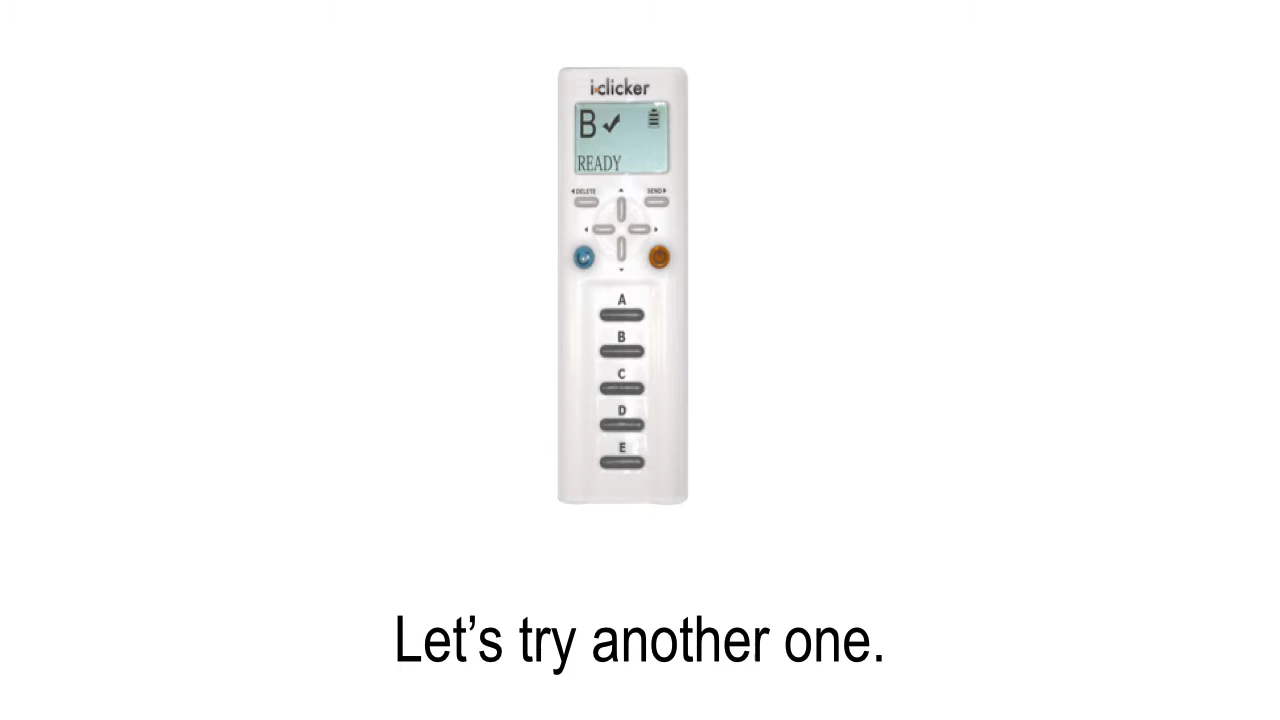 i>clicker
B✔
READY
DELETE SEND
A
B
C
D
E
Let’s try another one.